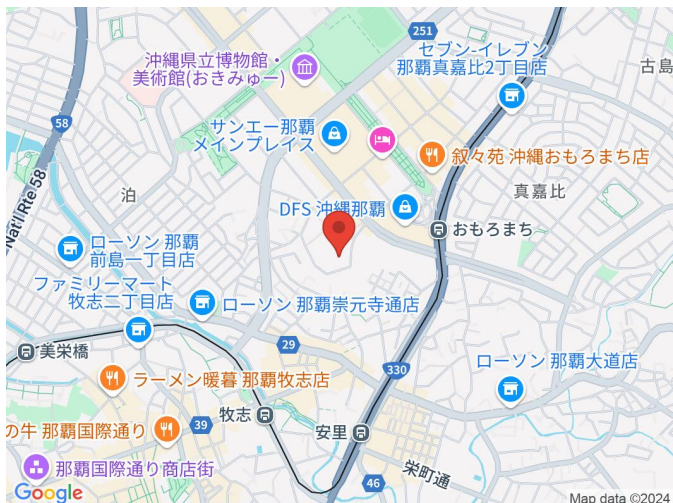 251
セブン-イレブン
那覇真嘉比2丁目店
古島
沖縄県立博物館・
美術館(おきみゅー)
58
サンエー那覇
メインプレイス
叙々苑 沖縄おもろまち店
泊
真嘉比
Nat'l Rte 58
DFS 沖縄那覇
おもろまち
ローソン 那覇
前島一丁目店
ファミリーマート
牧志二丁目店
ローソン 那覇崇元寺通店
29
美栄橋
330
ローソン 那覇大道店
ラーメン暖暮 那覇牧志店
牧志
39
の牛 那覇国際通り
安里
栄町通
那覇国際通り商店街
46
Google
Map data ©2024